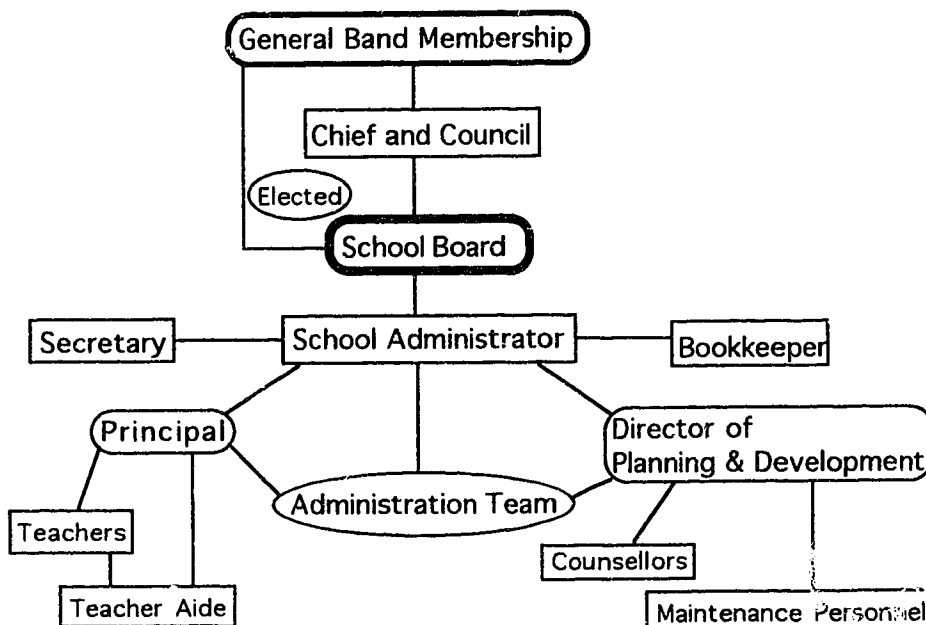 General Band Membership
Chief and Council
Elected
School Board
Secretary
School Administrator
Bookkeeper
Principal
Director of
Planning & Development
Administration Team
Teachers
Counsellors
Teacher Aide
Maintenance Personnel